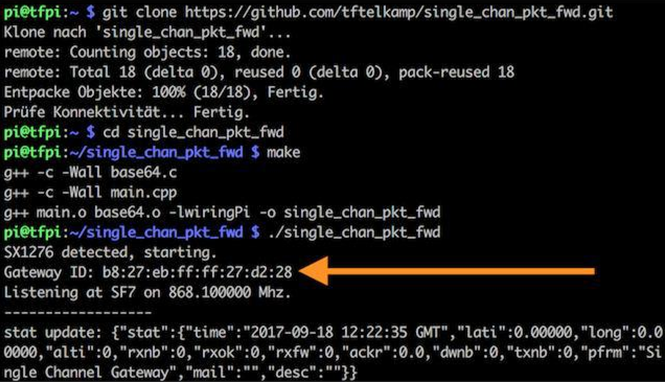 pi@tfpi:~ $ git clone https://github.com/tftelkamp/single_chan_pkt_fwd.git
Klone nach 'single_chan_pkt_fwd'...
remote: Counting objects: 18, done.
remote: Total 18 (delta 0), reused 0 (delta 0), pack-reused 18
Entpacke Objekte: 100% (18/18), Fertig.
Prüfe Konnektivität... Fertig.
pi@tfpi:~ $ cd single_chan_pkt_fwd
pi@tfpi:~/single_chan_pkt_fwd $ make
g++ -c -Wall base64.c
g++ -c -Wall main.cpp
g++ main.o base64.o -lwiringPi -o single_chan_pkt_fwd
pi@tfpi:~/single_chan_pkt_fwd $ ./single_chan_pkt_fwd
SX1276 detected, starting.
Gateway ID: b8:27:eb:ff:ff:27:d2:28
Listening at SF7 on 868.100000 Mhz.
------------------
stat update: {"stat":{"time":"2017-09-18 12:22:35 GMT","lati":0.00000,"long":0.0
0000,"alti":0,"rxnb":0,"rxok":0,"rxfw":0,"ackr":0.0,"dwnb":0,"txnb":0,"pfrm":"Si
ngle Channel Gateway","mail":"","desc":""}}